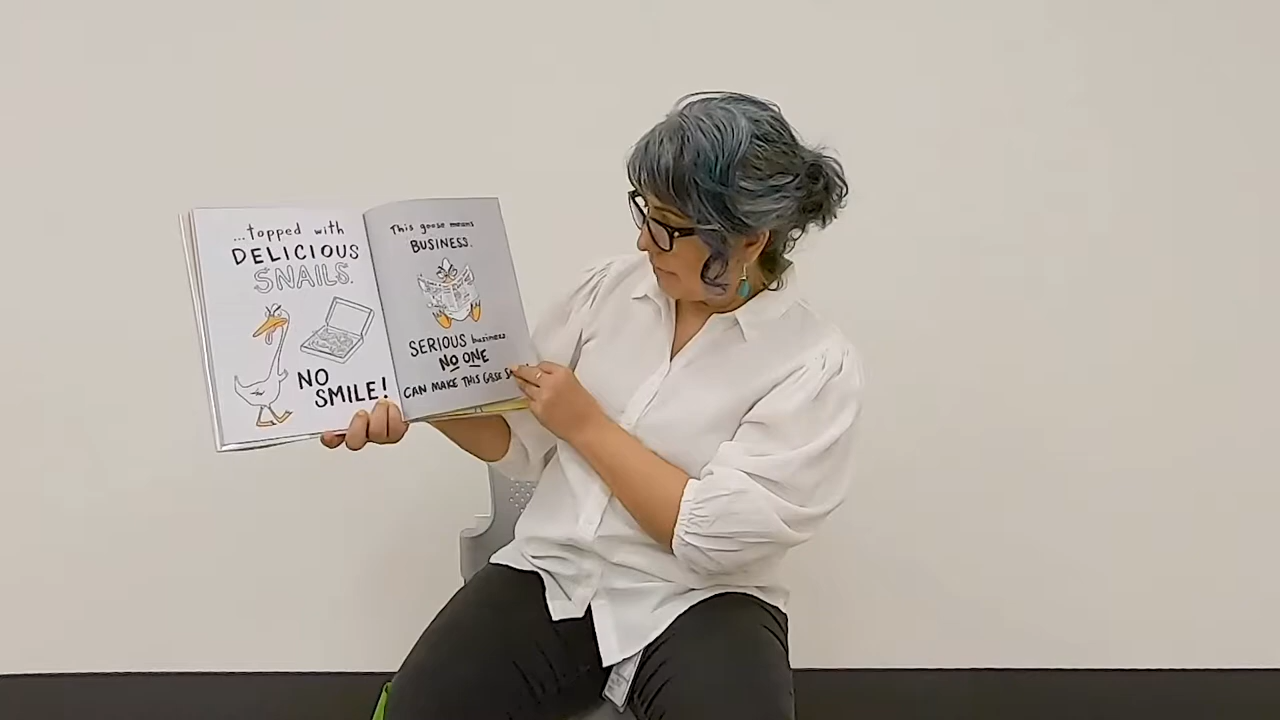 ...topped with
DELICIOUS
SNAILS.
NO
SMILE!
This goose means
BUSINESS.
SERIOUS business
NO ONE
CAN MAKE THIS GOOSE